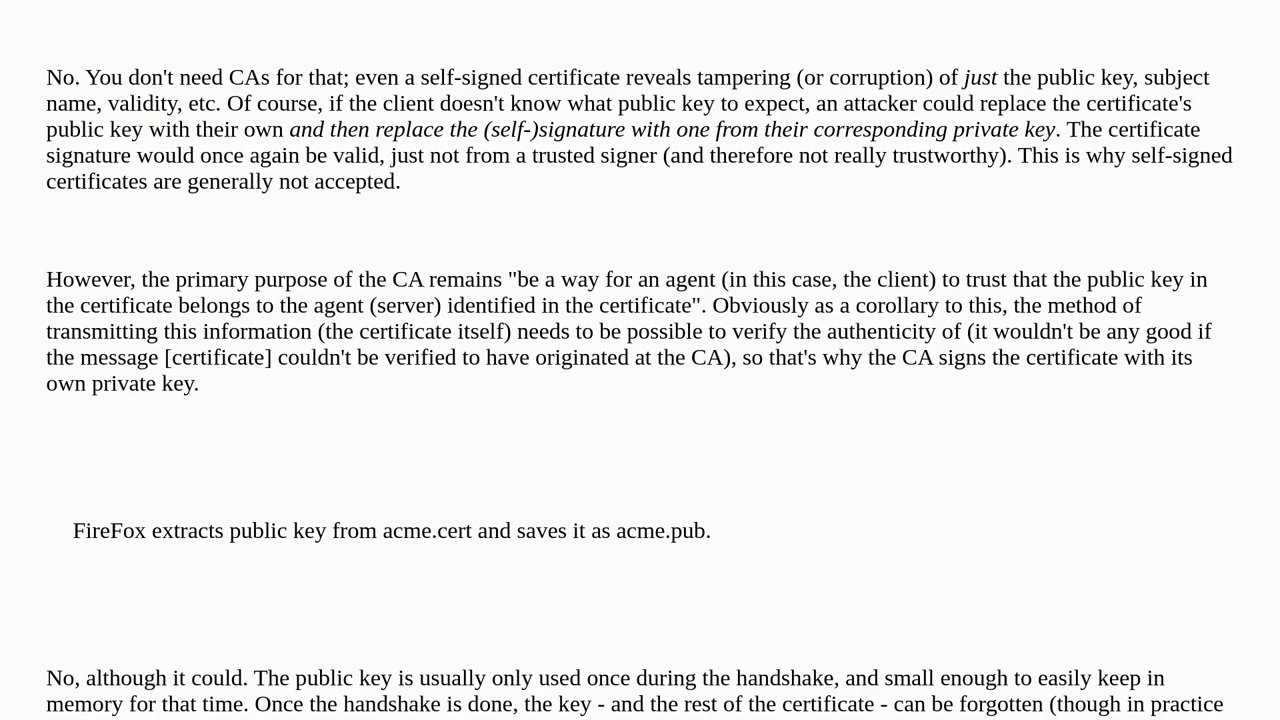 No. You don't need CAs for that; even a self-signed certificate reveals tampering (or corruption) of just the public key, subject
name, validity, etc. Of course, if the client doesn't know what public key to expect, an attacker could replace the certificate's
public key with their own and then replace the (self-)signature with one from their corresponding private key. The certificate
signature would once again be valid, just not from a trusted signer (and therefore not really trustworthy). This is why self-signed
certificates are generally not accepted.
However, the primary purpose of the CA remains "be a way for an agent (in this case, the client) to trust that the public key in
the certificate belongs to the agent (server) identified in the certificate". Obviously as a corollary to this, the method of
transmitting this information (the certificate itself) needs to be possible to verify the authenticity of (it wouldn't be any good if
the message [certificate] couldn't be verified to have originated at the CA), so that's why the CA signs the certificate with its
own private key.
FireFox extracts public key from acme.cert and saves it as acme.pub.
No, although it could. The public key is usually only used once during the handshake, and small enough to easily keep in
memory for that time. Once the handshake is done, the key - and the rest of the certificate - can be forgotten (though in practice